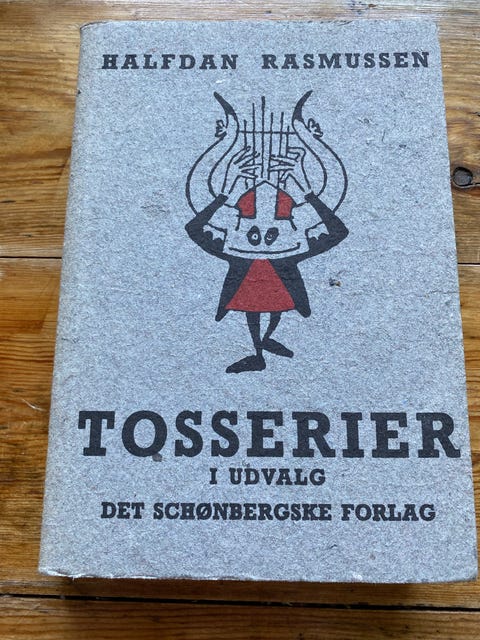 HALFDAN RASMUSSEN
TOSSERIER
I UDVALG
DET SCHØNBERGSKE FORLAG